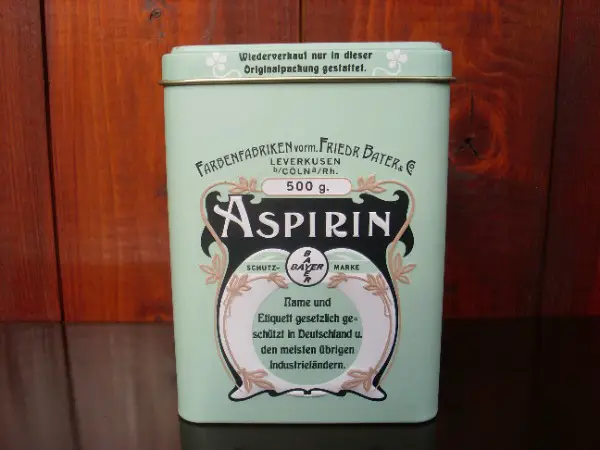 Wiederverkauf nur in dieser
Originalpackung gestattet.
FARBENFABRIKEN vorm. FRIEDR BAYER & Co
LEVERKUSEN
b/CÖLN a/Rh.
500 g.
ASPIRIN
BAYER
SCHUTZ- BAYER MARKE
Name und
Etiquett gesetzlich ge-
schützt in Deutschland u.
den meisten übrigen
Industrieländern.